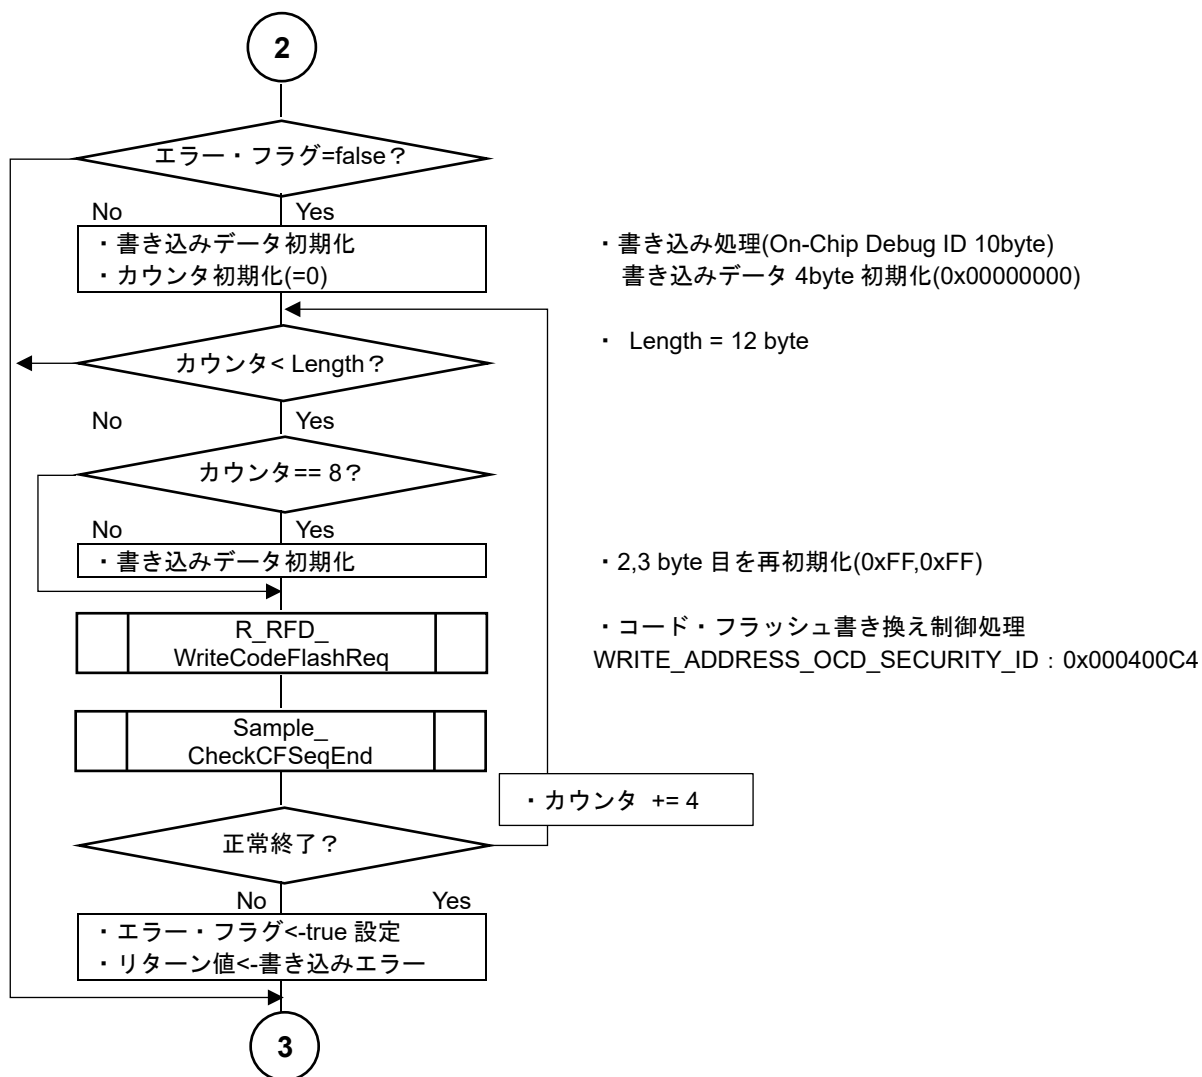 2
エラー・フラグ=false？
No
Yes
・書き込みデータ初期化
・カウンタ初期化(=0)
・書き込み処理(On-Chip Debug ID 10byte)
書き込みデータ 4byte 初期化(0x00000000)
カウンタ< Length？
・ Length = 12 byte
No
Yes
カウンタ== 8？
No
Yes
・書き込みデータ初期化
・2,3 byte 目を再初期化(0xFF,0xFF)
R_RFD_
WriteCodeFlashReq
・コード・フラッシュ書き換え制御処理
WRITE_ADDRESS_OCD_SECURITY_ID：0x000400C4
Sample_
CheckCFSeqEnd
・カウンタ += 4
正常終了？
No
Yes
・エラー・フラグ<-true 設定
・リターン値<-書き込みエラー
3